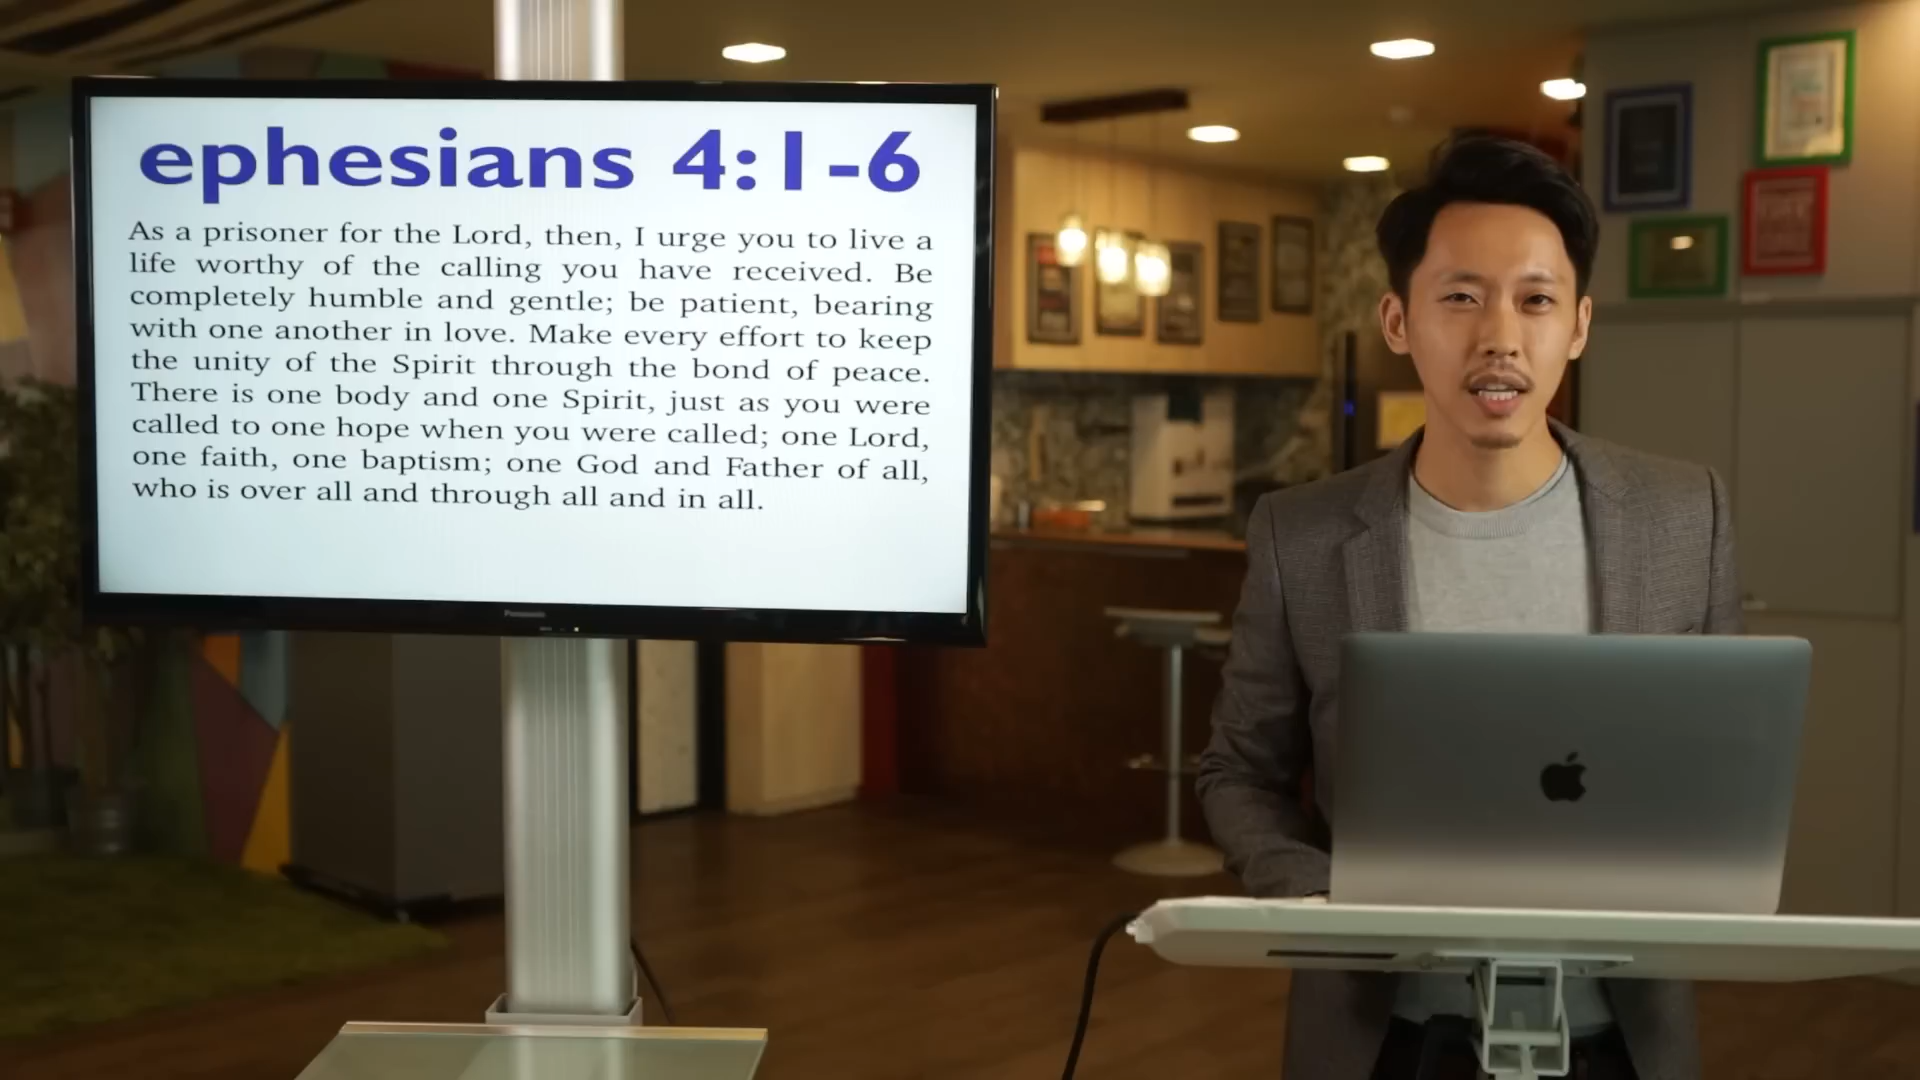 ephesians 4:1-6
As a prisoner for the Lord, then, I urge you to live a
life worthy of the calling you have received. Be
completely humble and gentle; be patient, bearing
with one another in love. Make every effort to keep
the unity of the Spirit through the bond of peace.
There is one body and one Spirit, just as you were
called to one hope when you were called; one Lord,
one faith, one baptism; one God and Father of all,
who is over all and through all and in all.
Panasonic